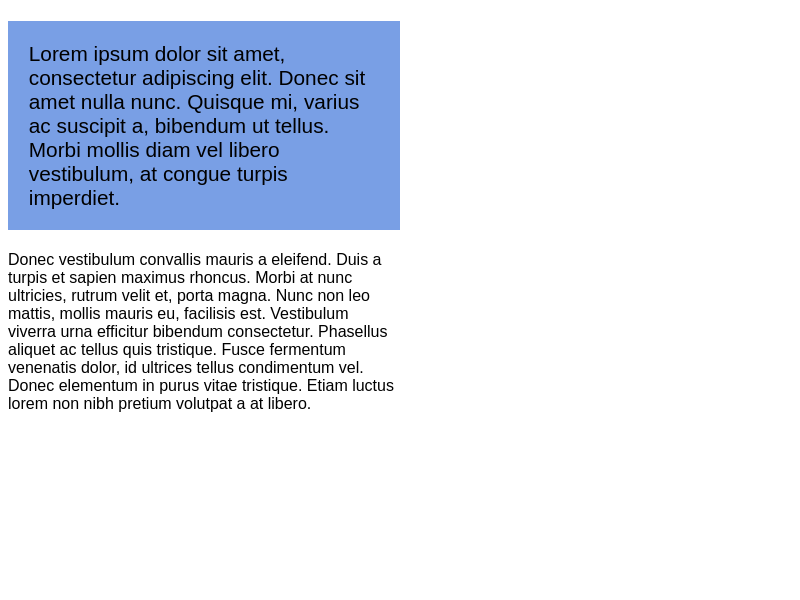 Lorem ipsum dolor sit amet,
consectetur adipiscing elit. Donec sit
amet nulla nunc. Quisque mi, varius
ac suscipit a, bibendum ut tellus.
Morbi mollis diam vel libero
vestibulum, at congue turpis
imperdiet.
Donec vestibulum convallis mauris a eleifend. Duis a
turpis et sapien maximus rhoncus. Morbi at nunc
ultricies, rutrum velit et, porta magna. Nunc non leo
mattis, mollis mauris eu, facilisis est. Vestibulum
viverra urna efficitur bibendum consectetur. Phasellus
aliquet ac tellus quis tristique. Fusce fermentum
venenatis dolor, id ultrices tellus condimentum vel.
Donec elementum in purus vitae tristique. Etiam luctus
lorem non nibh pretium volutpat a at libero.